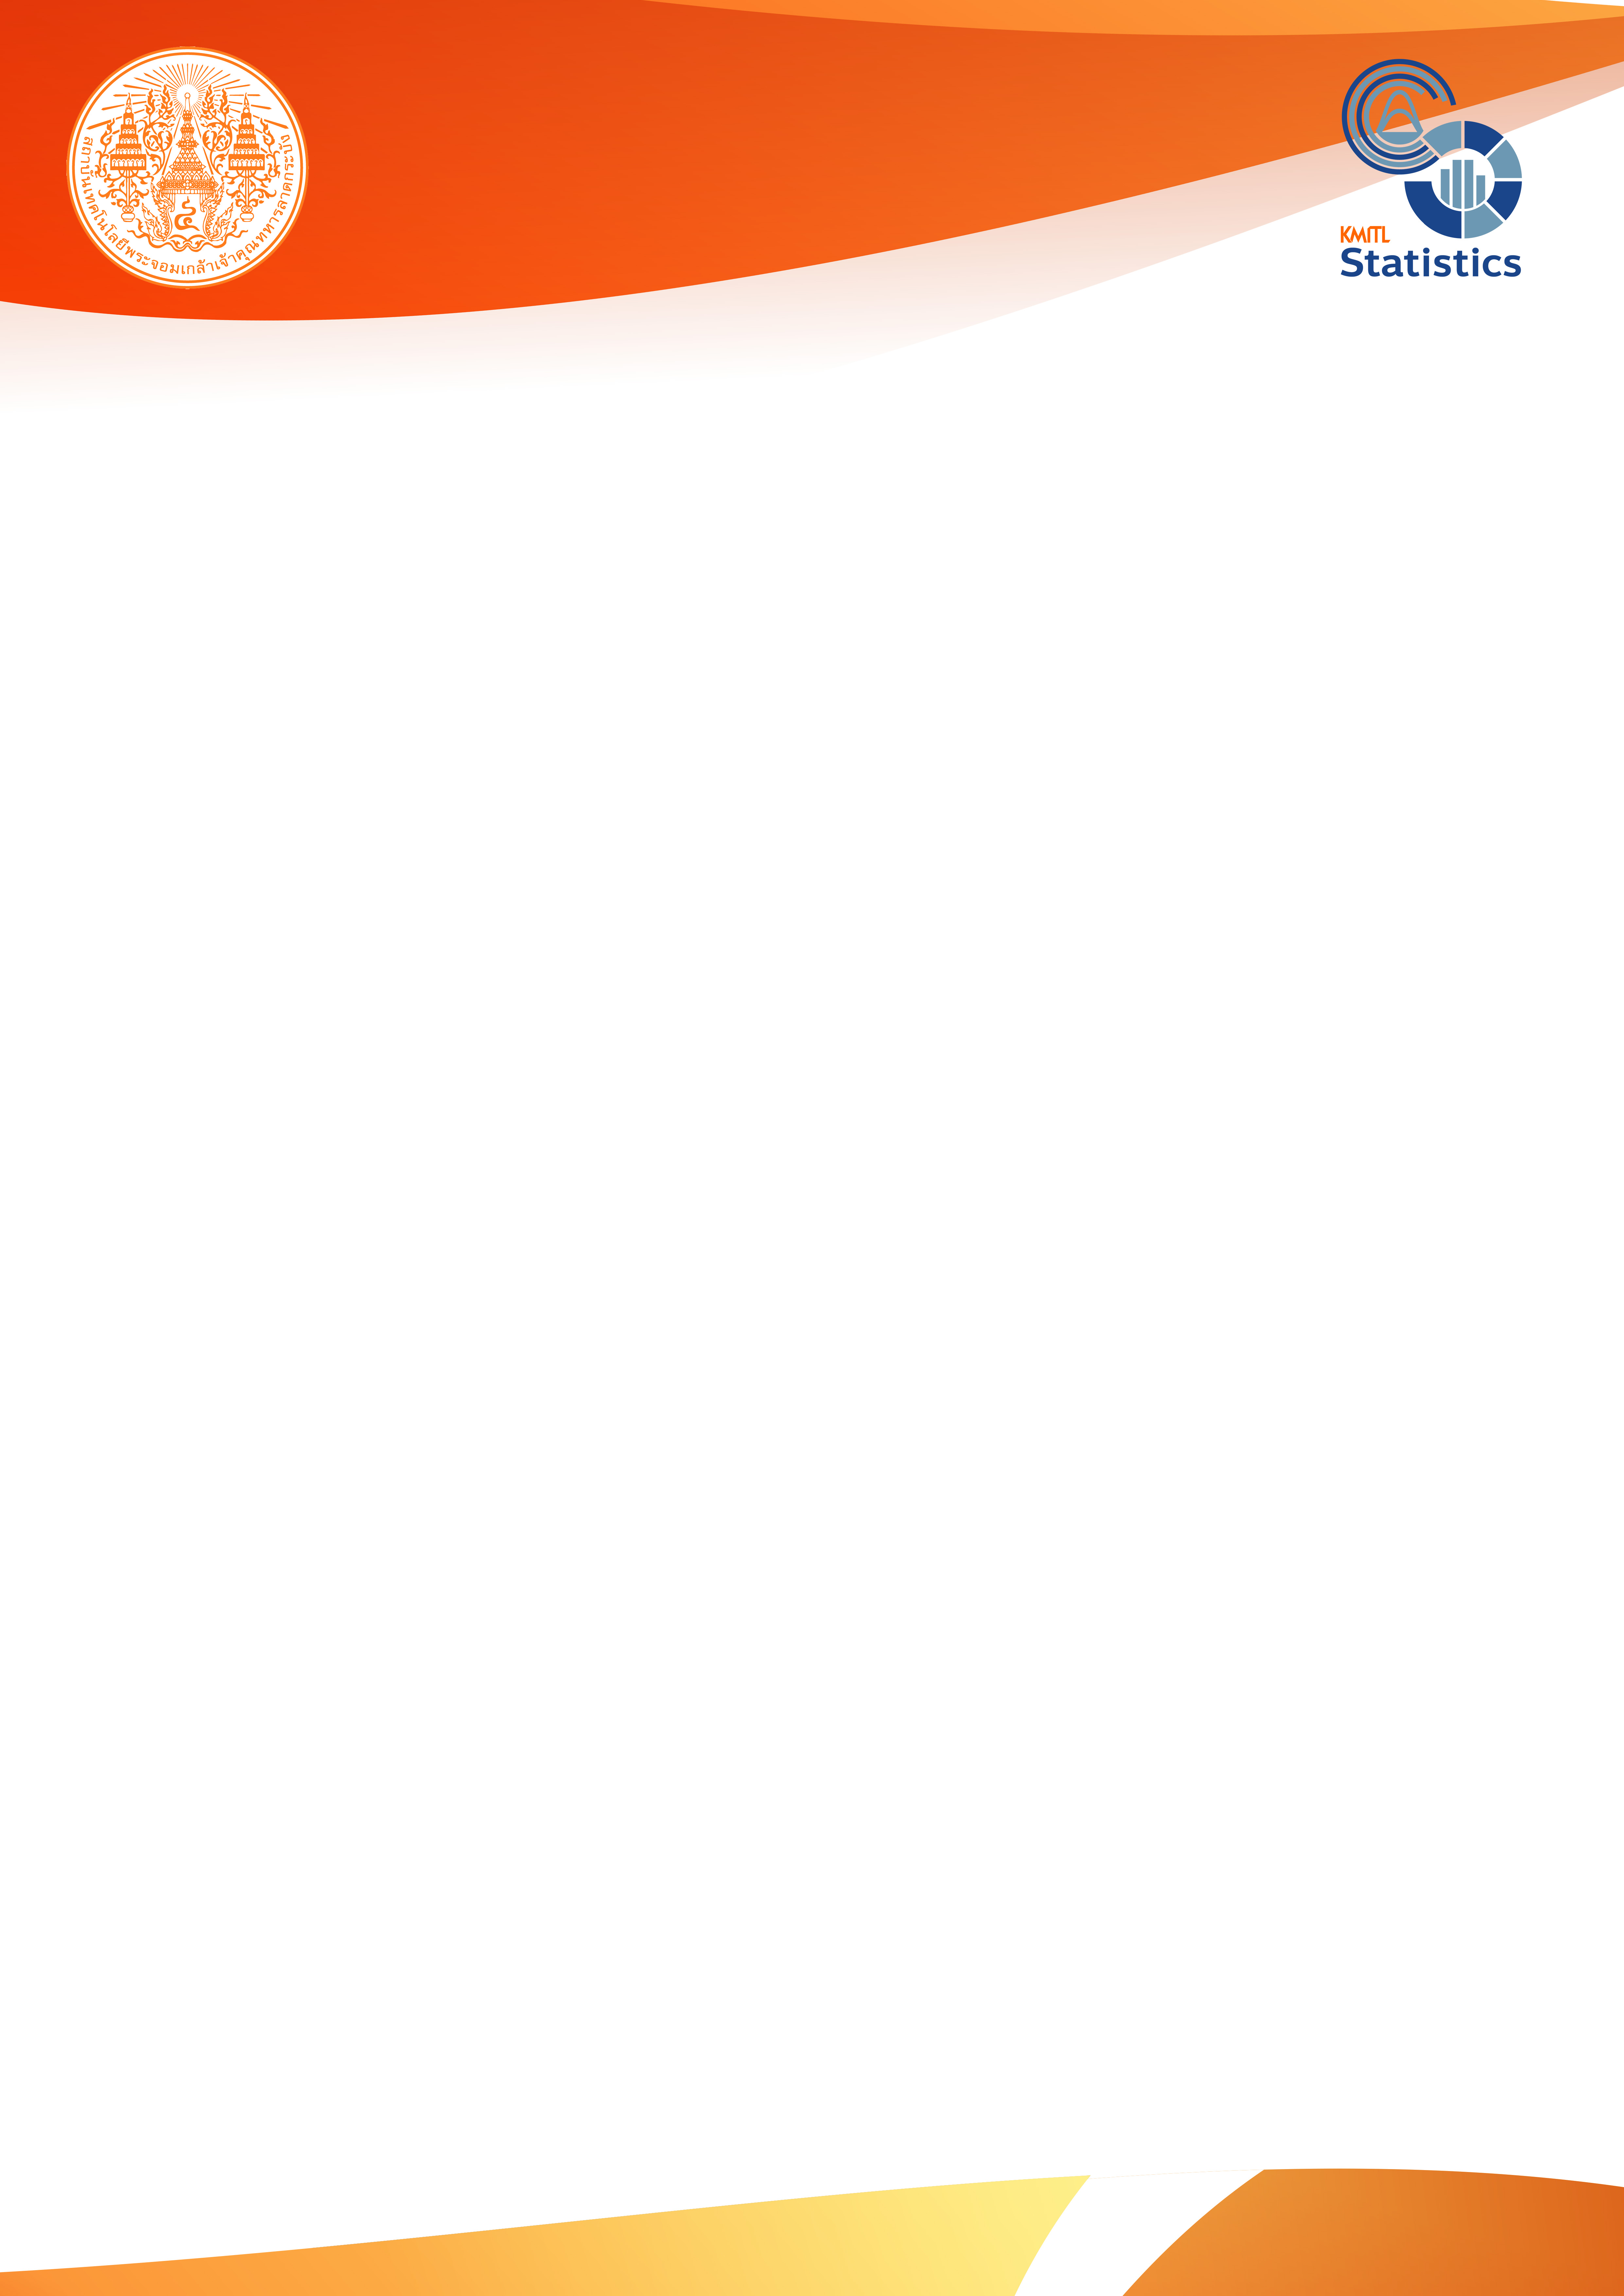 สถาบันเทคโนโลยีพระจอมเกล้าเจ้าคุณทหารลาดกระบัง
KMITL
Statistics